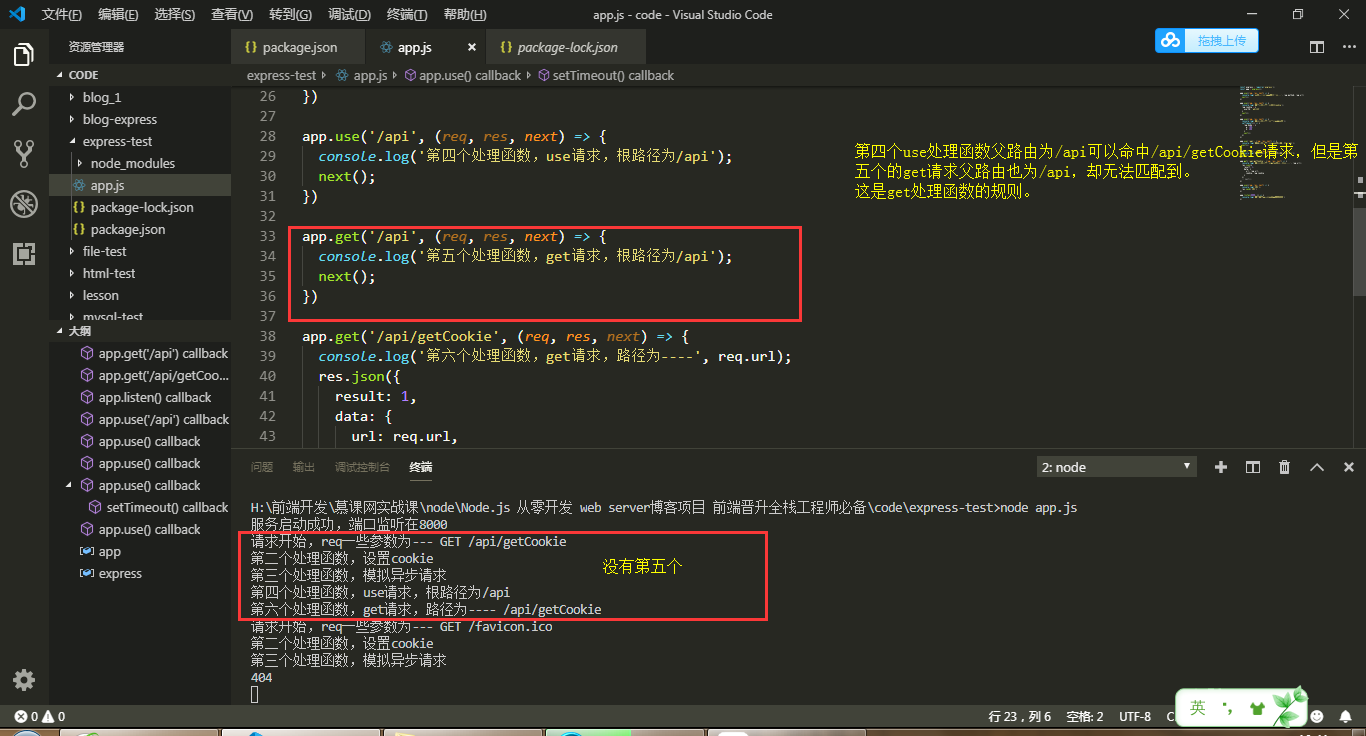 文件(F) 编辑(E) 选择(S) 查看(V) 转到(G) 调试(D) 终端(T) 帮助(H) app.js - code - Visual Studio Code
拖拽上传
资源管理器
{} package.json app.js × {} package-lock.json
express-test app.js app.use() callback setTimeout() callback
CODE
blog_1
blog-express
express-test
node_modules
app.js
{} package-lock.json
{} package.json
file-test
html-test
lesson
mysql-test
大纲
app.get('/api') callback
app.get('/api/getCoo...
app.listen() callback
app.use('/api') callback
app.use() callback
app.use() callback
app.use() callback
setTimeout() callback
app.use() callback
app
express
26 })
27
28 app.use('/api', (req, res, next) => {
29 console.log('第四个处理函数，use请求，根路径为/api');
30 next();
31 })
32
33 app.get('/api', (req, res, next) => {
34 console.log('第五个处理函数，get请求，根路径为/api');
35 next();
36 })
37
38 app.get('/api/getCookie', (req, res, next) => {
39 console.log('第六个处理函数，get请求，路径为----', req.url);
40 res.json({
41 result: 1,
42 data: {
43 url: req.url,
第四个use处理函数父路由为/api可以命中/api/getCookie请求，但是第
五个的get请求父路由也为/api，却无法匹配到。
这是get处理函数的规则。
问题 输出 调试控制台 终端 2: node
H:\前端开发\慕课网实战课\node\Node.js 从零开发 web server博客项目 前端晋升全栈工程师必备\code\express-test>node app.js
服务启动成功，端口监听在8000
请求开始，req一些参数为--- GET /api/getCookie
第二个处理函数，设置cookie
第三个处理函数，模拟异步请求
第四个处理函数，use请求，根路径为/api
第六个处理函数，get请求，路径为---- /api/getCookie
没有第五个
请求开始，req一些参数为--- GET /favicon.ico
第二个处理函数，设置cookie
第三个处理函数，模拟异步请求
404
0 0 行 23，列 6 空格: 2 UTF-8 英